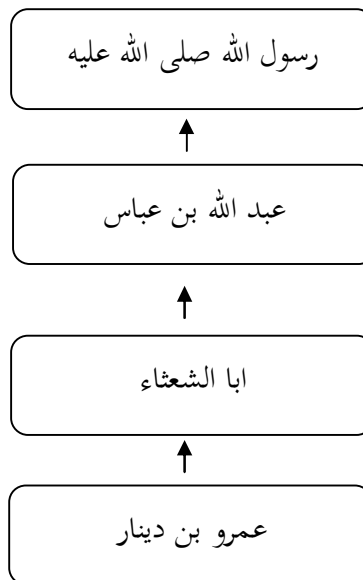 رسول الله صلى الله عليه
عبد الله بن عباس
ابا الشعثاء
عمرو بن دينار